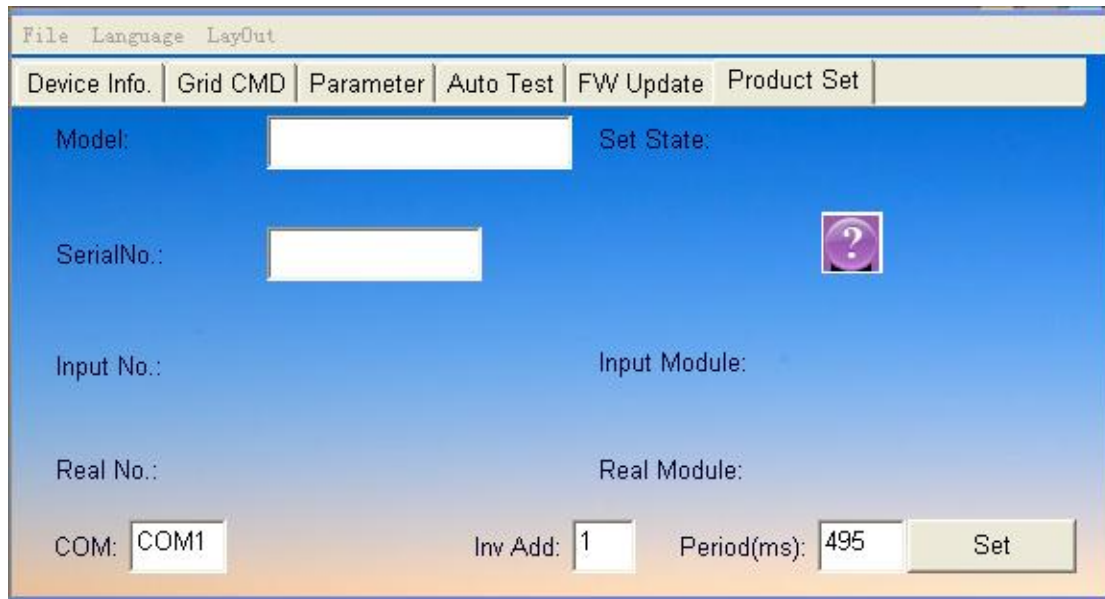 File Language LayOut
Device Info. Grid CMD Parameter Auto Test FW Update Product Set
Model: Set State:
?
SerialNo.:
Input No.: Input Module:
Real No.: Real Module:
COM: COM1 Inv Add: 1 Period(ms): 495 Set